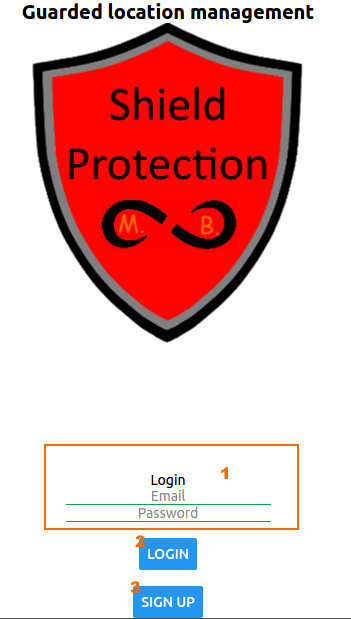 Guarded location management
Shield
Protection
M. B.
1
Login
Email
Password
2
LOGIN
3
SIGN UP